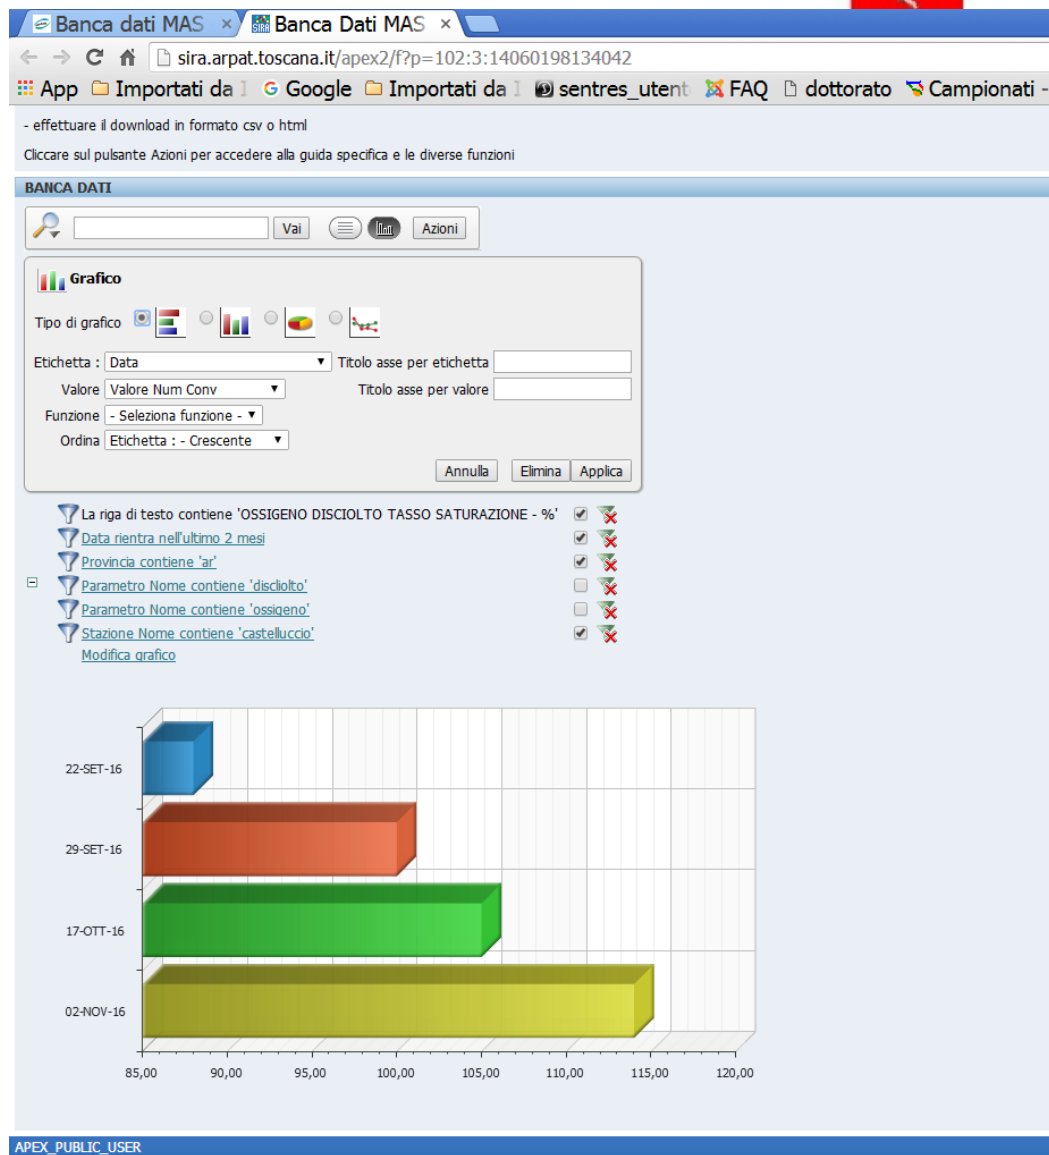 Banca dati MAS × Banca Dati MAS ×
sira.arpat.toscana.it/apex2/f?p=102:3:14060198134042
App Importati da I Google Importati da I sentres_utent FAQ dottorato Campionati -
- effettuare il download in formato csv o html
Cliccare sul pulsante Azioni per accedere alla guida specifica e le diverse funzioni
BANCA DATI
Vai Azioni
Grafico
Tipo di grafico
Etichetta : Data Titolo asse per etichetta
Valore Valore Num Conv Titolo asse per valore
Funzione - Seleziona funzione -
Ordina Etichetta : - Crescente
Annulla Elimina Applica
La riga di testo contiene 'OSSIGENO DISCIOLTO TASSO SATURAZIONE - %'
Data rientra nell'ultimo 2 mesi
Provincia contiene 'ar'
Parametro Nome contiene 'discliolto'
Parametro Nome contiene 'ossigeno'
Stazione Nome contiene 'castelluccio'
Modifica grafico
22-SET-16
29-SET-16
17-OTT-16
02-NOV-16
85,00 90,00 95,00 100,00 105,00 110,00 115,00 120,00
APEX_PUBLIC_USER